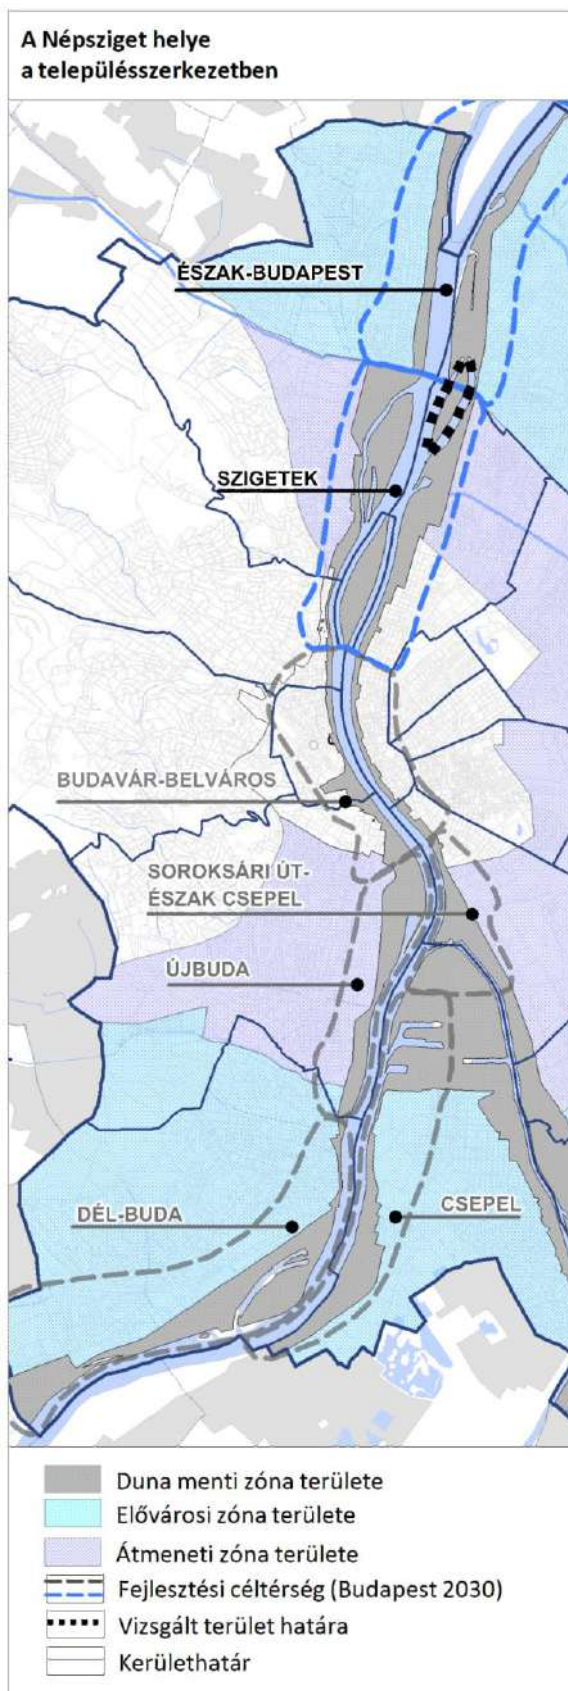 A Népsziget helye
a településszerkezetben
ÉSZAK-BUDAPEST
SZIGETEK
BUDAVÁR-BELVÁROS
SOROKSÁRI ÚT-
ÉSZAK CSEPEL
ÚJBUDA
DÉL-BUDA
CSEPEL
Duna menti zóna területe
Elővárosi zóna területe
Átmeneti zóna területe
Fejlesztési céltérség (Budapest 2030)
Vizsgált terület határa
Kerülethatár